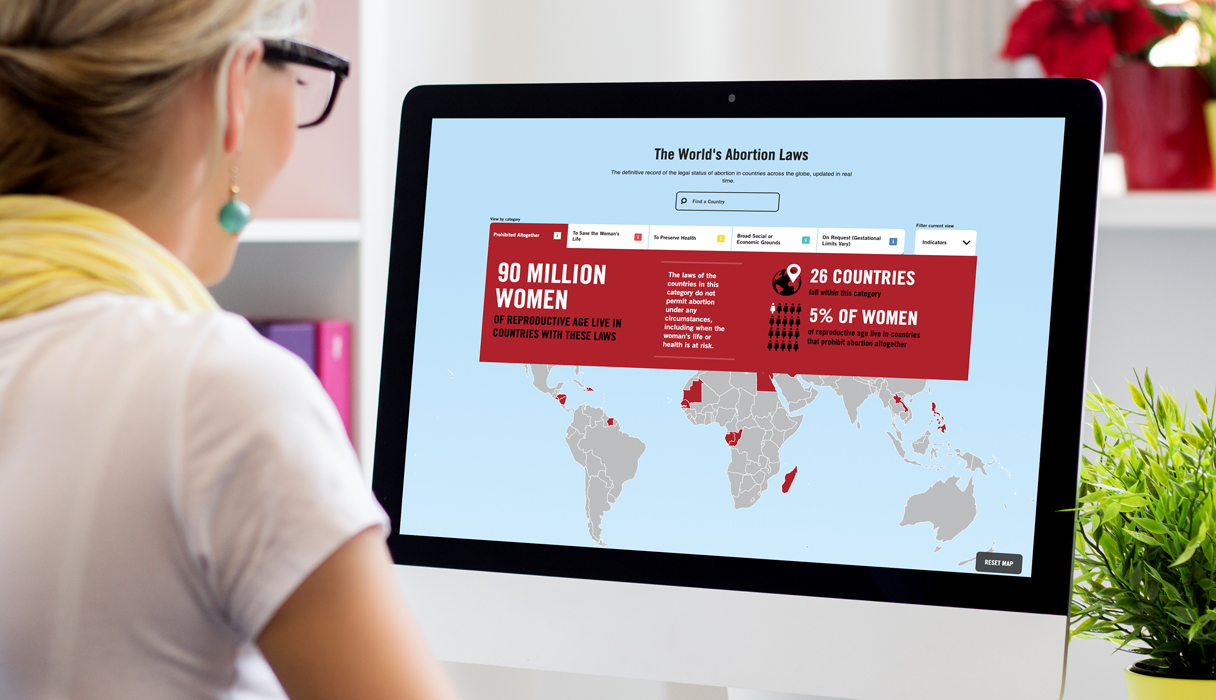 The World's Abortion Laws
The definitive record of the legal status of abortion in countries across the globe, updated in real
time.
Find a Country
View by category
Filter current view
Prohibited Altogether
To Save the Woman's
Life
To Preserve Health
Broad Social or
Economic Grounds
On Request (Gestational
Limits Vary)
Indicators
90 MILLION
WOMEN
OF REPRODUCTIVE AGE LIVE IN
COUNTRIES WITH THESE LAWS
The laws of the
countries in this
category do not
permit abortion
under any
circumstances,
including when the
woman's life or
health is at risk.
26 COUNTRIES
fall within this category
5% OF WOMEN
of reproductive age live in countries
that prohibit abortion altogether
RESET MAP